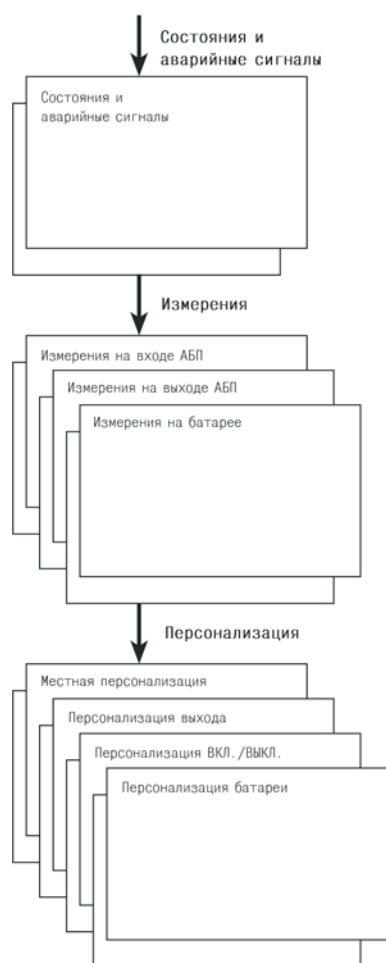 Состояния и
аварийные сигналы
Состояния и
аварийные сигналы
Измерения
Измерения на входе АБП
Измерения на выходе АБП
Измерения на батарее
Персонализация
Местная персонализация
Персонализация выхода
Персонализация ВКЛ./ВЫКЛ.
Персонализация батареи